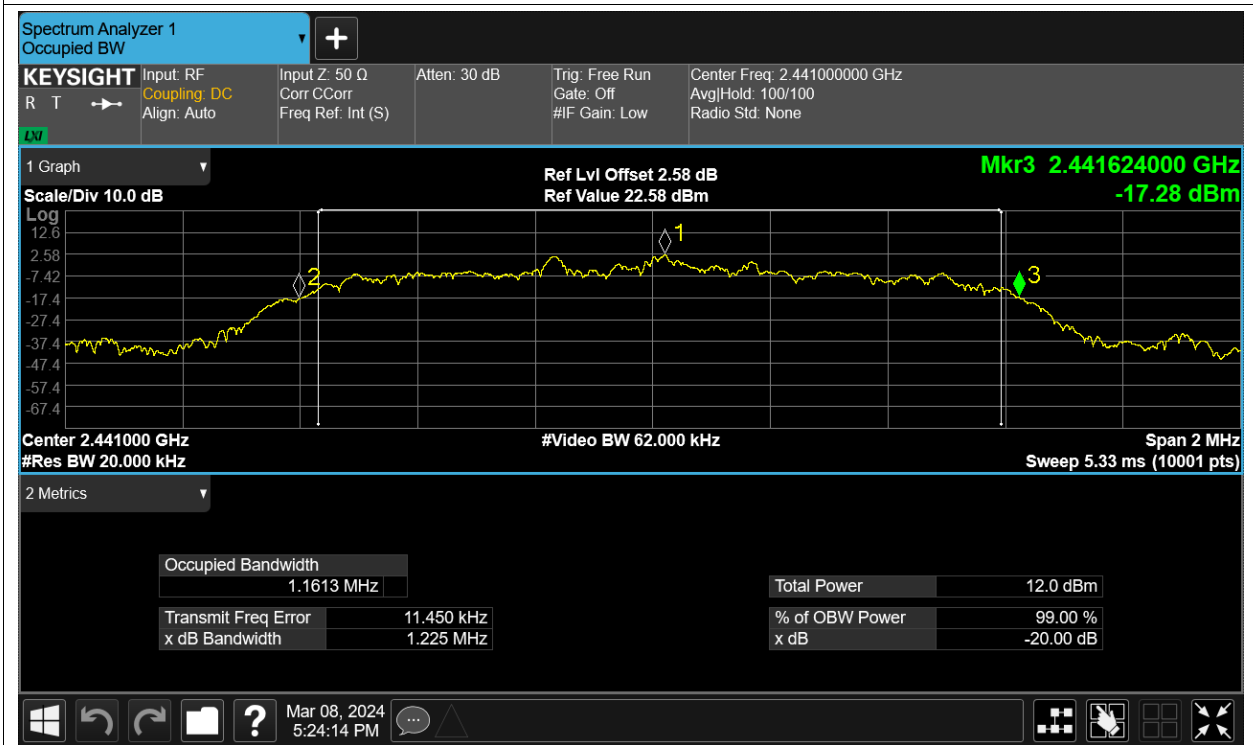 Spectrum Analyzer 1
Occupied BW
KEYSIGHT
R T
LXI
Input: RF
Coupling: DC
Align: Auto
Input Z: 50 Ω
Corr CCorr
Freq Ref: Int (S)
Atten: 30 dB
Trig: Free Run
Gate: Off
#IF Gain: Low
Center Freq: 2.441000000 GHz
Avg|Hold: 100/100
Radio Std: None
1 Graph
Scale/Div 10.0 dB
Ref Lvl Offset 2.58 dB
Ref Value 22.58 dBm
Mkr3 2.441624000 GHz
-17.28 dBm
Log
12.6
2.58
-7.42
-17.4
-27.4
-37.4
-47.4
-57.4
-67.4
1
2
3
Center 2.441000 GHz
#Res BW 20.000 kHz
#Video BW 62.000 kHz
Span 2 MHz
Sweep 5.33 ms (10001 pts)
2 Metrics
Occupied Bandwidth
1.1613 MHz
Transmit Freq Error 11.450 kHz
x dB Bandwidth 1.225 MHz
Total Power 12.0 dBm
% of OBW Power 99.00 %
x dB -20.00 dB
Mar 08, 2024
5:24:14 PM